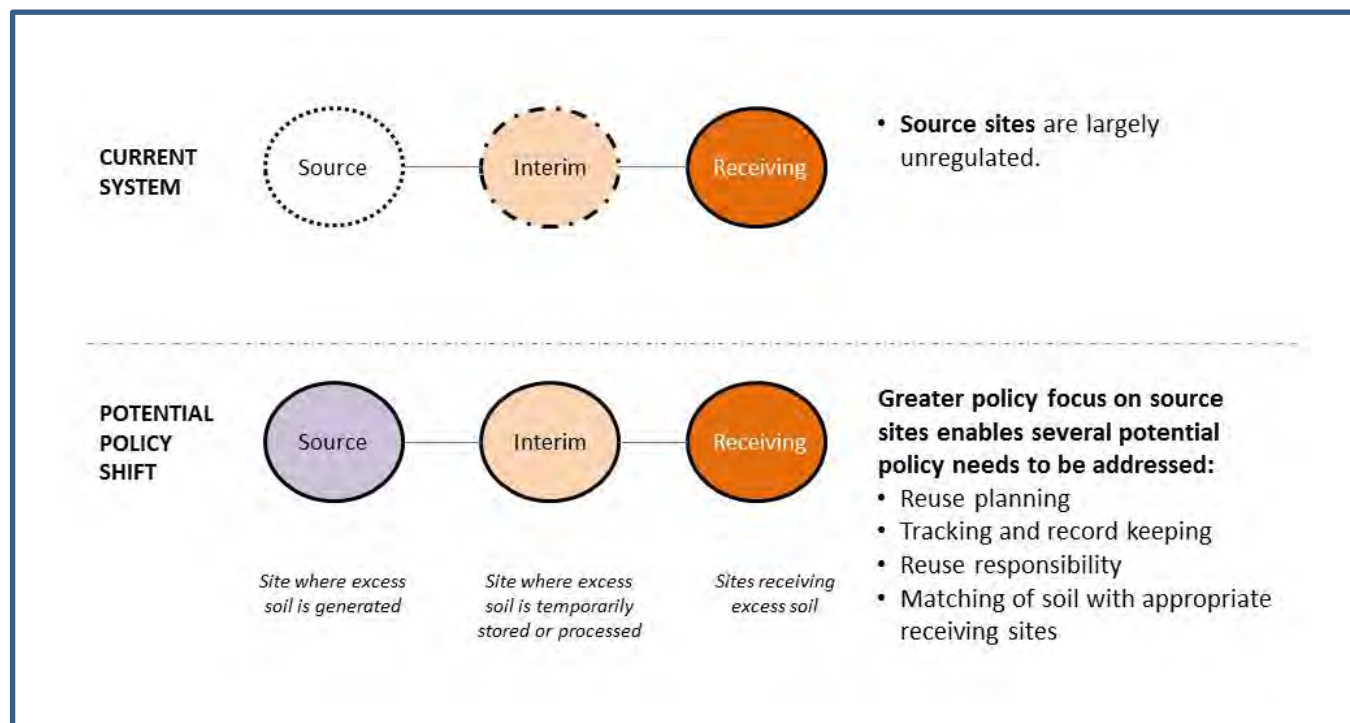 CURRENT
SYSTEM
Source
Interim
Receiving
• Source sites are largely
unregulated.
POTENTIAL
POLICY
SHIFT
Source
Interim
Receiving
Site where excess
soil is generated
Site where excess
soil is temporarily
stored or processed
Sites receiving
excess soil
Greater policy focus on source
sites enables several potential
policy needs to be addressed:
• Reuse planning
• Tracking and record keeping
• Reuse responsibility
• Matching of soil with appropriate
receiving sites